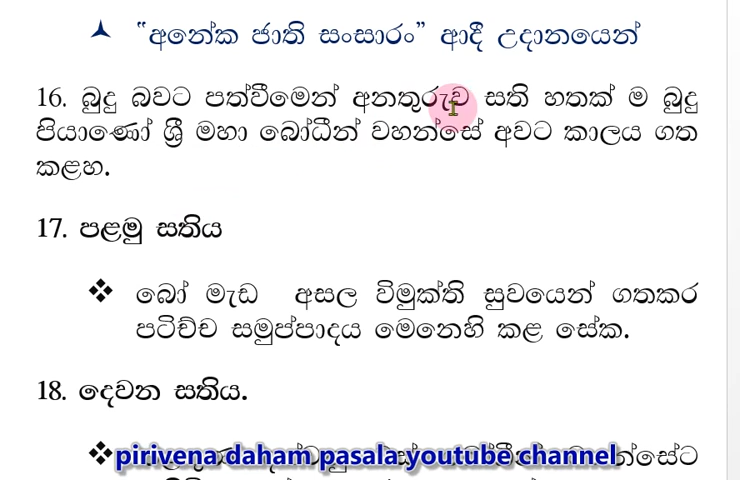 “අනේක ජාති සංසාරං” ආදී උදානයෙන්
16. බුදු බවට පත්වීමෙන් අනතුරුව සති හතක් ම බුදු
පියාණෝ ශ්‍රී මහා බෝධීන් වහන්සේ අවට කාලය ගත
කළහ.
17. පළමු සතිය
❖ බෝ මැඩ අසල විමුක්ති සුවයෙන් ගතකර
පටිච්ච සමුප්පාදය මෙනෙහි කළ සේක.
18. දෙවන සතිය.
❖ pirivena daham pasala youtube channel